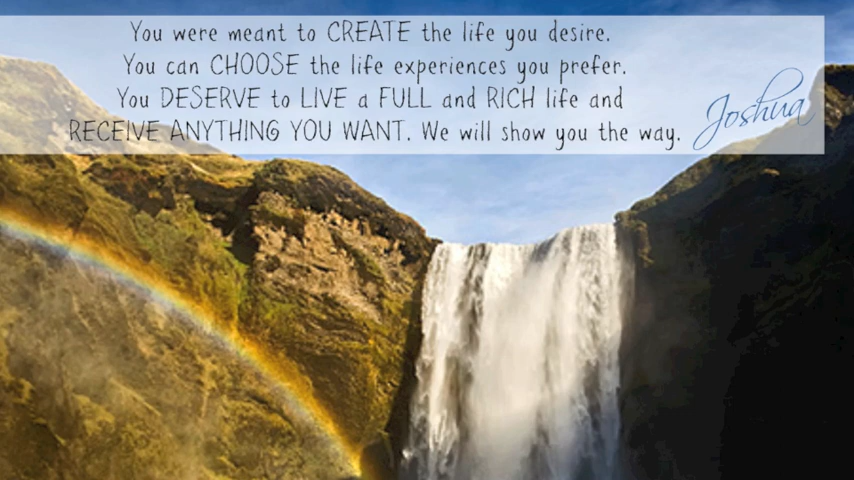 You were meant to CREATE the life you desire.
You can CHOOSE the life experiences you prefer.
You DESERVE to LIVE a FULL and RICH life and
RECEIVE ANYTHING YOU WANT. We will show you the way.
Joshua